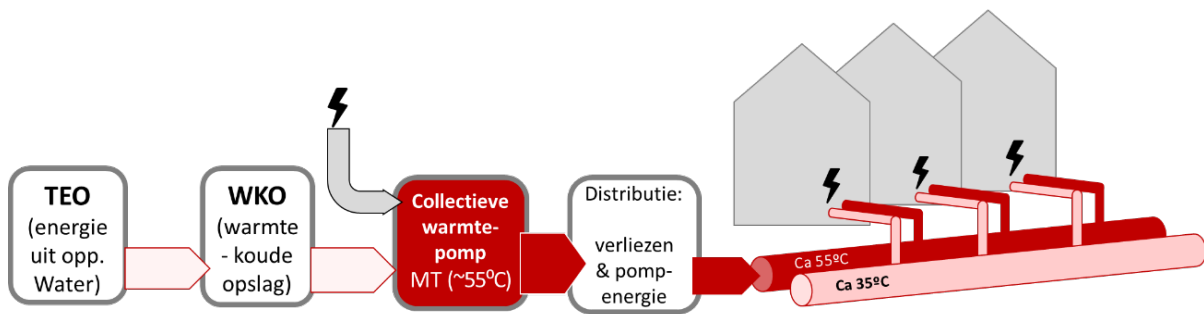 TEO
(energie
uit opp.
Water)
WKO
(warmte
- koude
opslag)
Collectieve
warmte-
pomp
MT (~55⁰C)
Distributie:
verliezen
& pomp-
energie
Ca 55ºC
Ca 35ºC